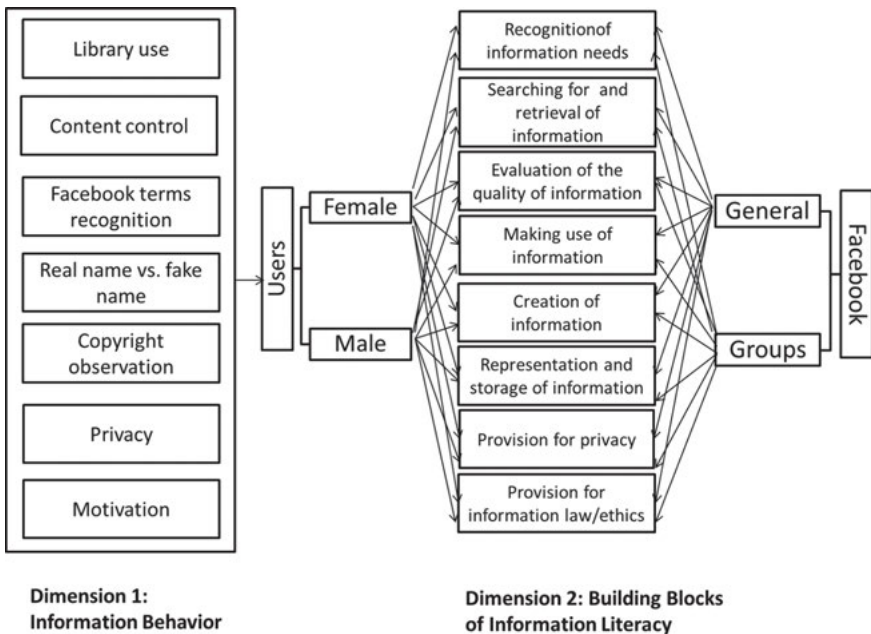 Library use
Content control
Facebook terms
recognition
Real name vs. fake
name
Copyright
observation
Privacy
Motivation
Users
Female
Male
Recognitionof
information needs
Searching for and
retrieval of
information
Evaluation of the
quality of information
Making use of
information
Creation of
information
Representation and
storage of information
Provision for privacy
Provision for
information law/ethics
General
Groups
Facebook
Dimension 1:
Information Behavior
Dimension 2: Building Blocks
of Information Literacy